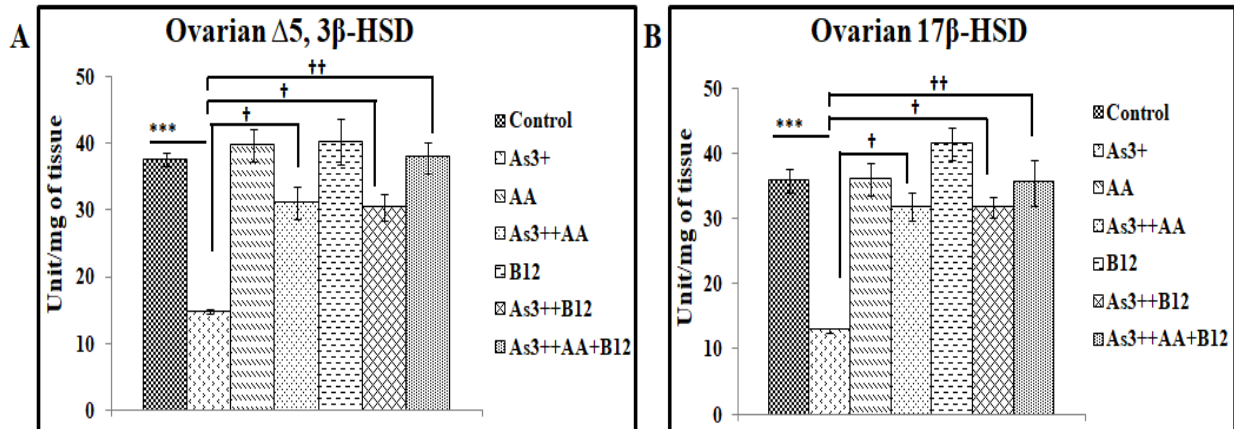 A
Ovarian Δ5, 3β-HSD
Unit/mg of tissue
50
40
30
20
10
0
***
†
†
††
Control
As3+
AA
As3++AA
B12
As3++B12
As3++AA+B12
B
Ovarian 17β-HSD
Unit/mg of tissue
50
40
30
20
10
0
***
†
†
††
Control
As3+
AA
As3++AA
B12
As3++B12
As3++AA+B12